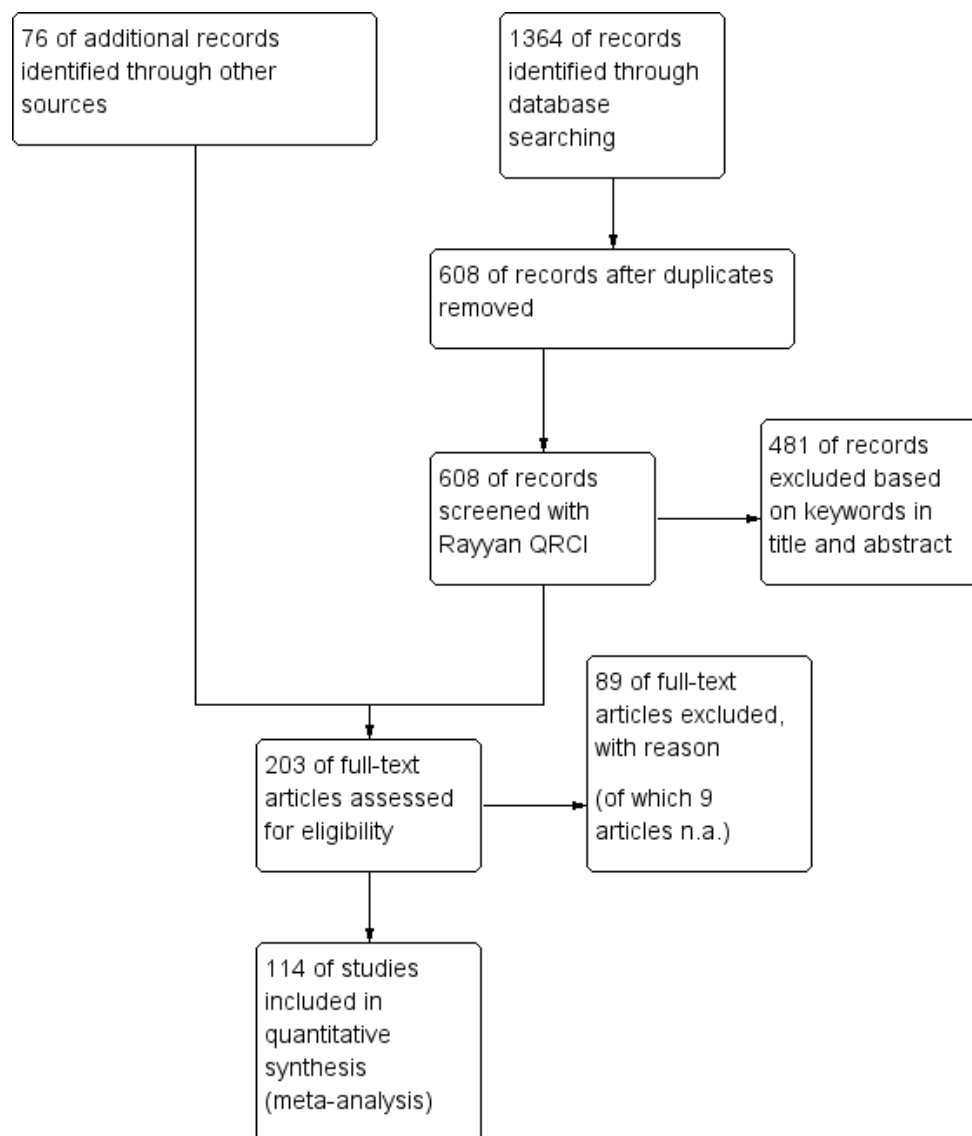 76 of additional records
identified through other
sources
1364 of records
identified through
database
searching
608 of records after duplicates
removed
608 of records
screened with
Rayyan QRCI
481 of records
excluded based
on keywords in
title and abstract
203 of full-text
articles assessed
for eligibility
89 of full-text
articles excluded,
with reason
(of which 9
articles n.a.)
114 of studies
included in
quantitative
synthesis
(meta-analysis)